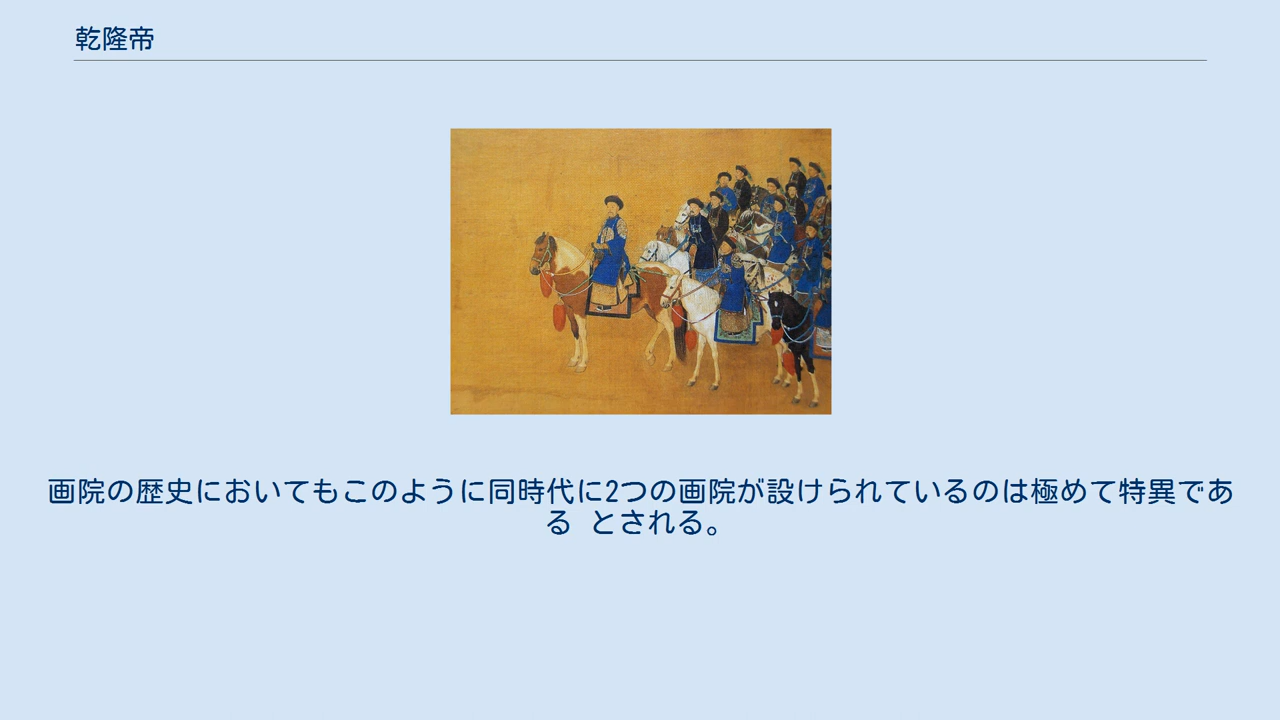 乾隆帝
画院の歴史においてもこのように同時代に2つの画院が設けられているのは極めて特異であ
る とされる。